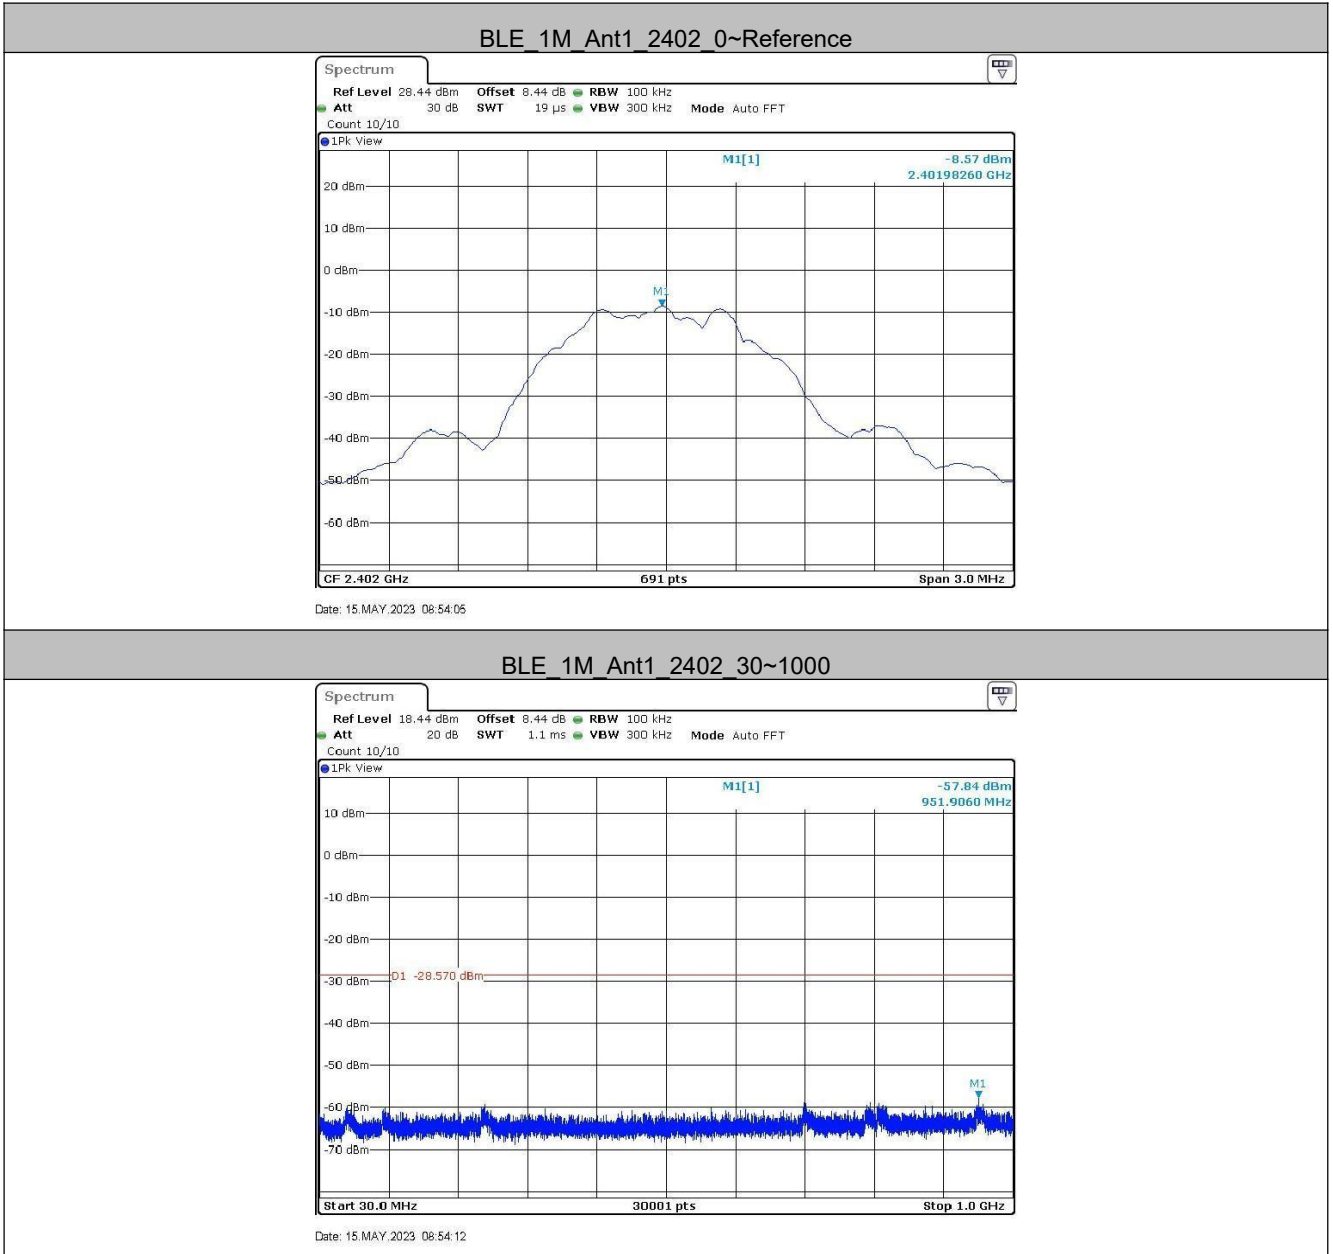 BLE_1M_Ant1_2402_0~Reference
Spectrum
Ref Level 28.44 dBm Offset 8.44 dB RBW 100 kHz
Att 30 dB SWT 19 µs VBW 300 kHz Mode Auto FFT
Count 10/10
1Pk View
M1[1] -8.57 dBm
2.40198260 GHz
20 dBm
10 dBm
0 dBm
M1
-10 dBm
-20 dBm
-30 dBm
-40 dBm
-50 dBm
-60 dBm
CF 2.402 GHz 691 pts Span 3.0 MHz
Date: 15.MAY.2023 08:54:05
BLE_1M_Ant1_2402_30~1000
Spectrum
Ref Level 18.44 dBm Offset 8.44 dB RBW 100 kHz
Att 20 dB SWT 1.1 ms VBW 300 kHz Mode Auto FFT
Count 10/10
1Pk View
M1[1] -57.84 dBm
951.9060 MHz
10 dBm
0 dBm
-10 dBm
-20 dBm
D1 -28.570 dBm
-30 dBm
-40 dBm
-50 dBm
M1
-60 dBm
-70 dBm
Start 30.0 MHz 30001 pts Stop 1.0 GHz
Date: 15.MAY.2023 08:54:12